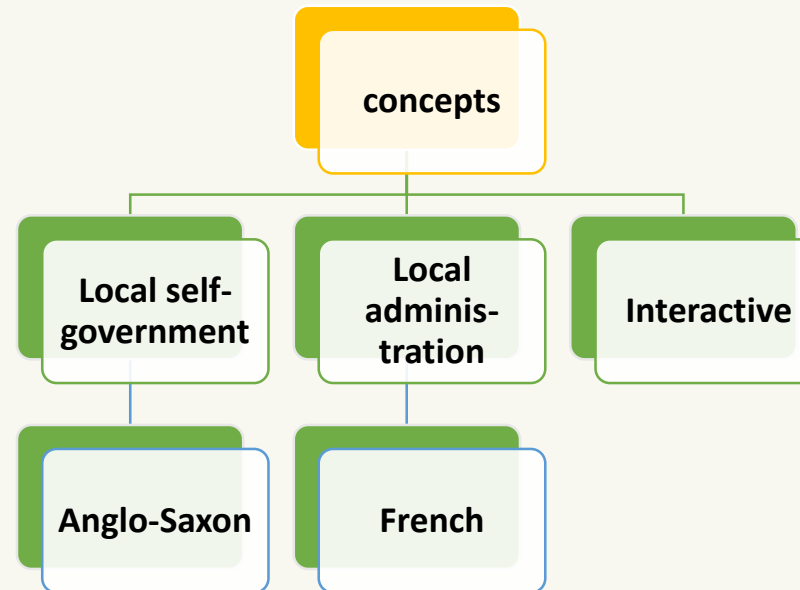 concepts
Local self-
government
Local
adminis-
tration
Interactive
Anglo-Saxon
French